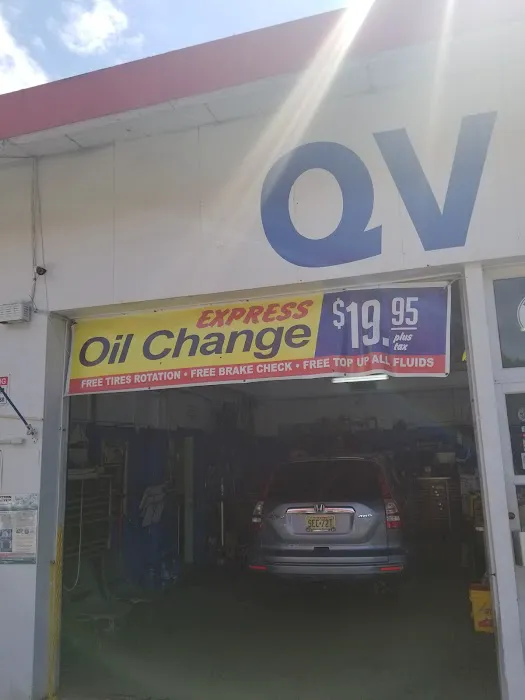 QV
EXPRESS
Oil Change
$19.95
plus
tax
FREE TIRES ROTATION • FREE BRAKE CHECK • FREE TOP UP ALL FLUIDS